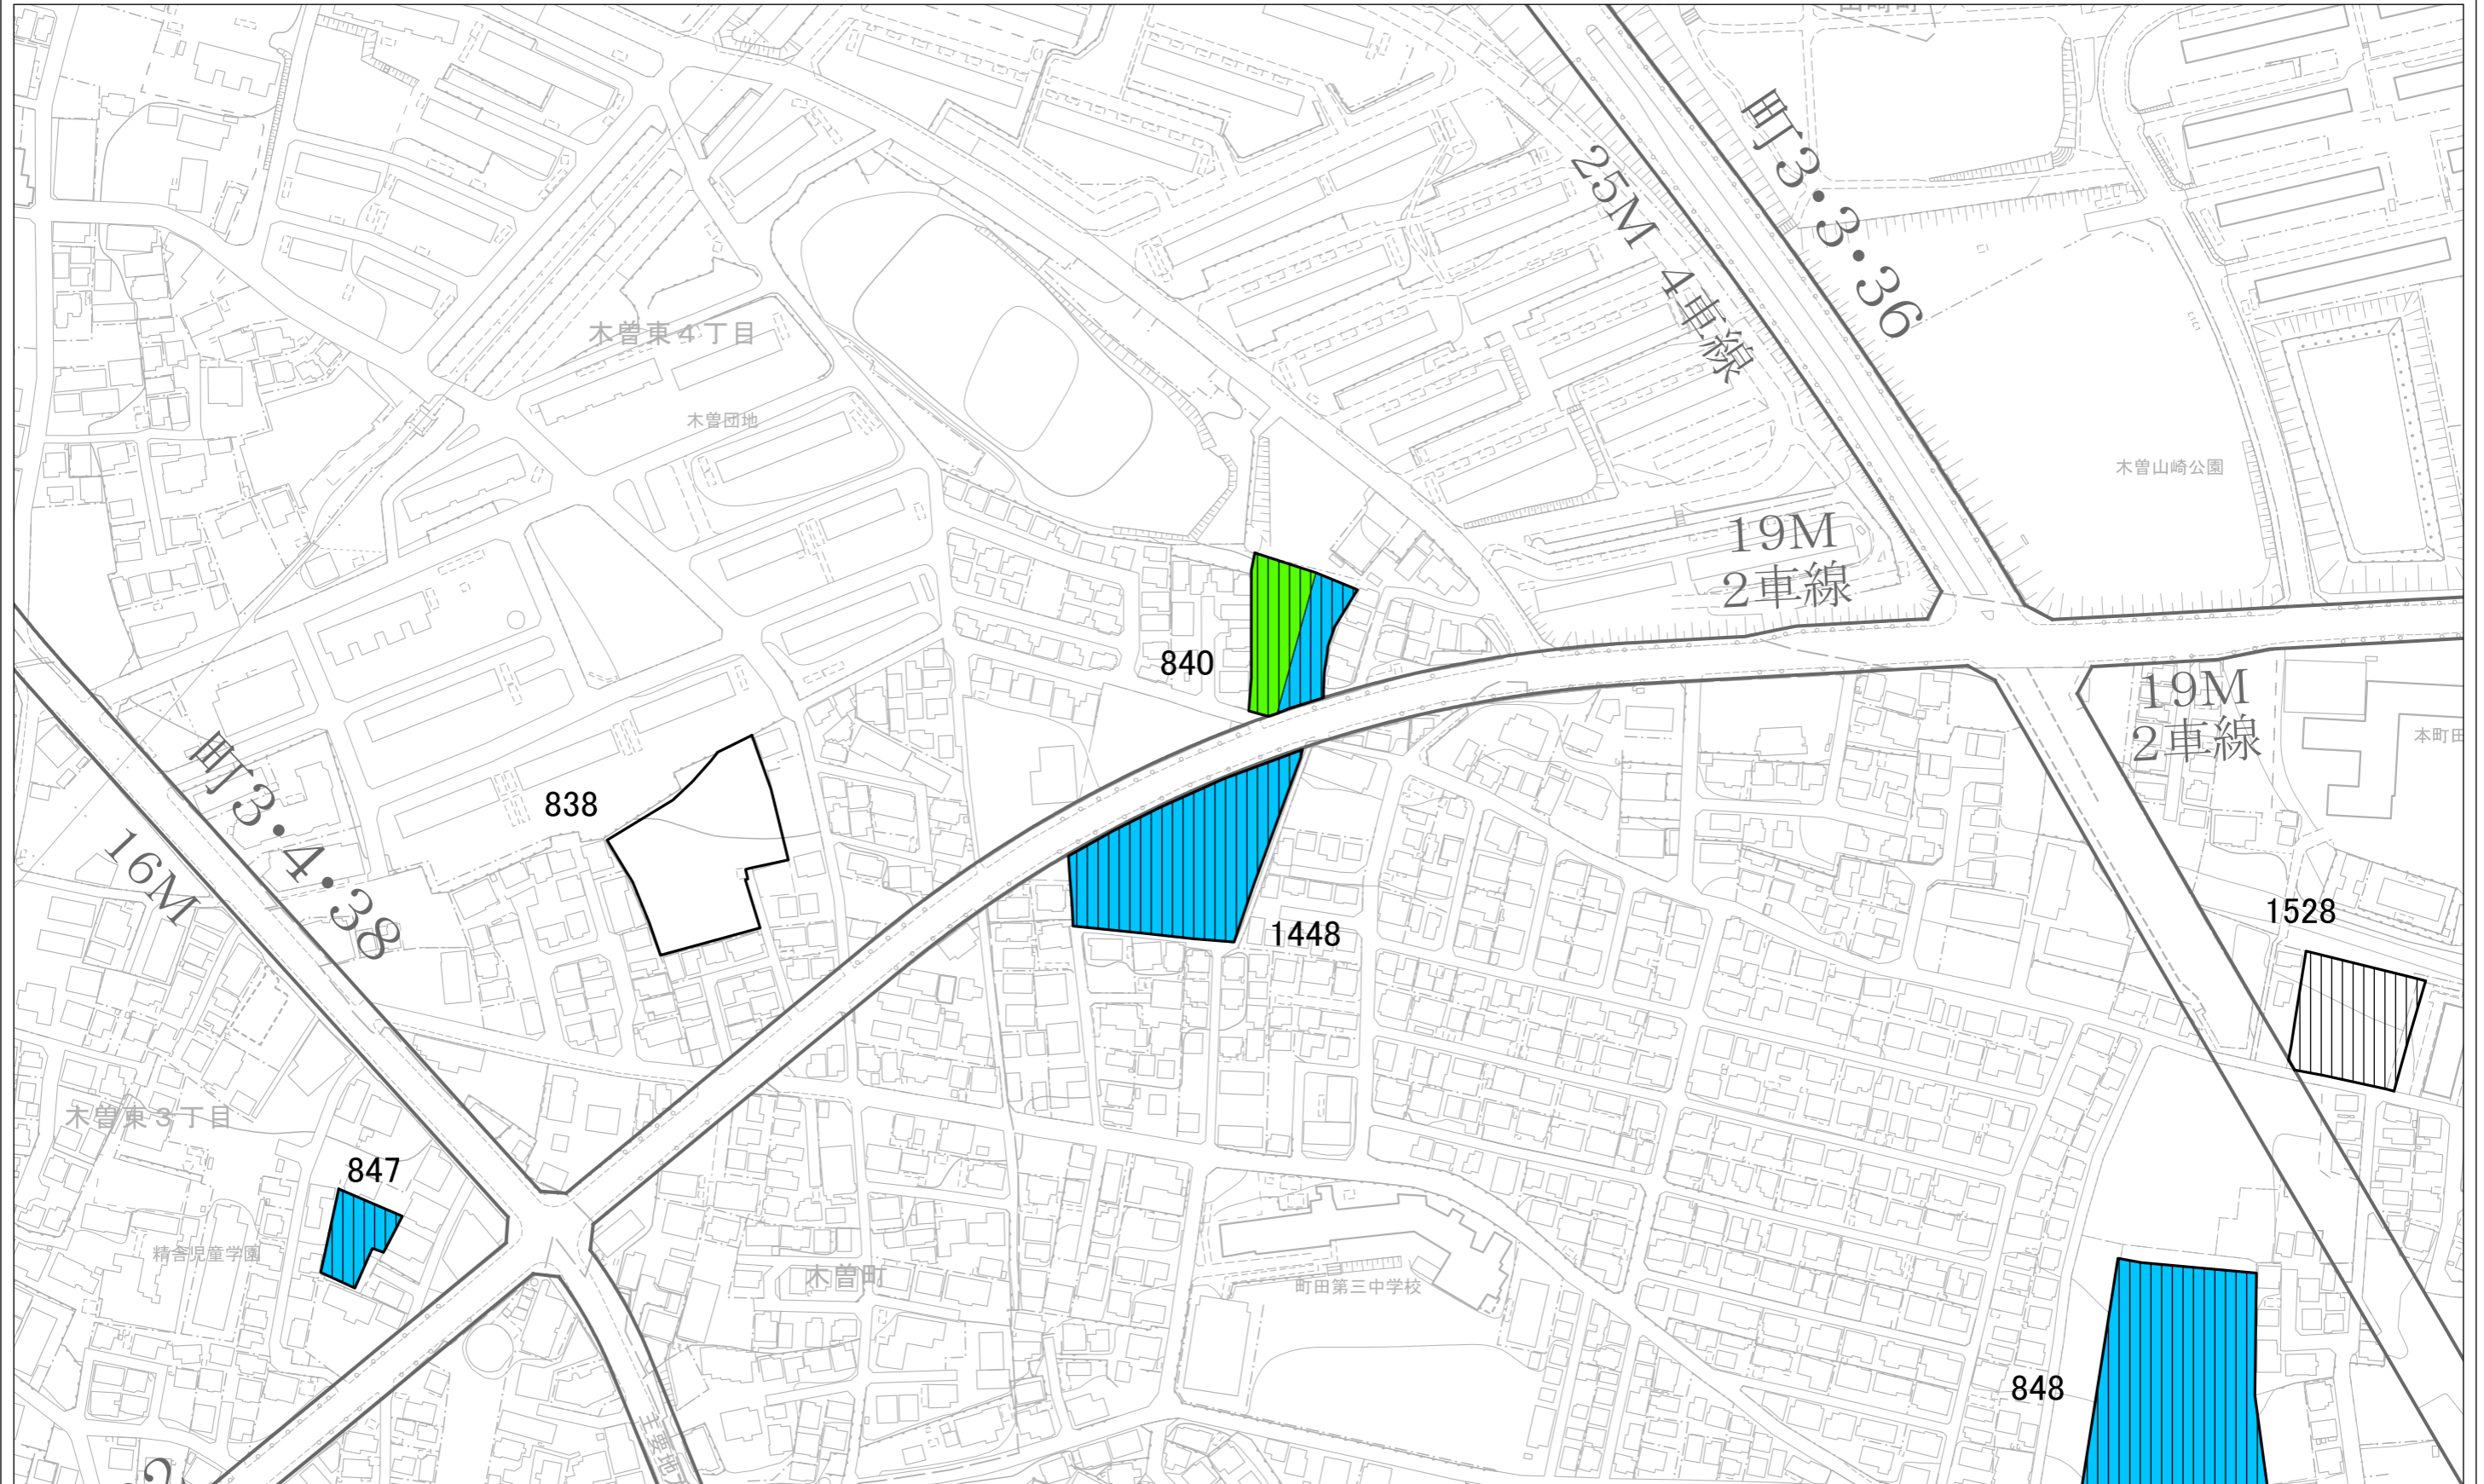 町3・3・36
25M 4車線
木曽東4丁目
木曽団地
木曽山崎公園
19M
2車線
840
19M
2車線
本町田
町3・4・38
16M
838
1448
1528
木曽東3丁目
847
精舎児童学園
木曽町
町田第三中学校
848